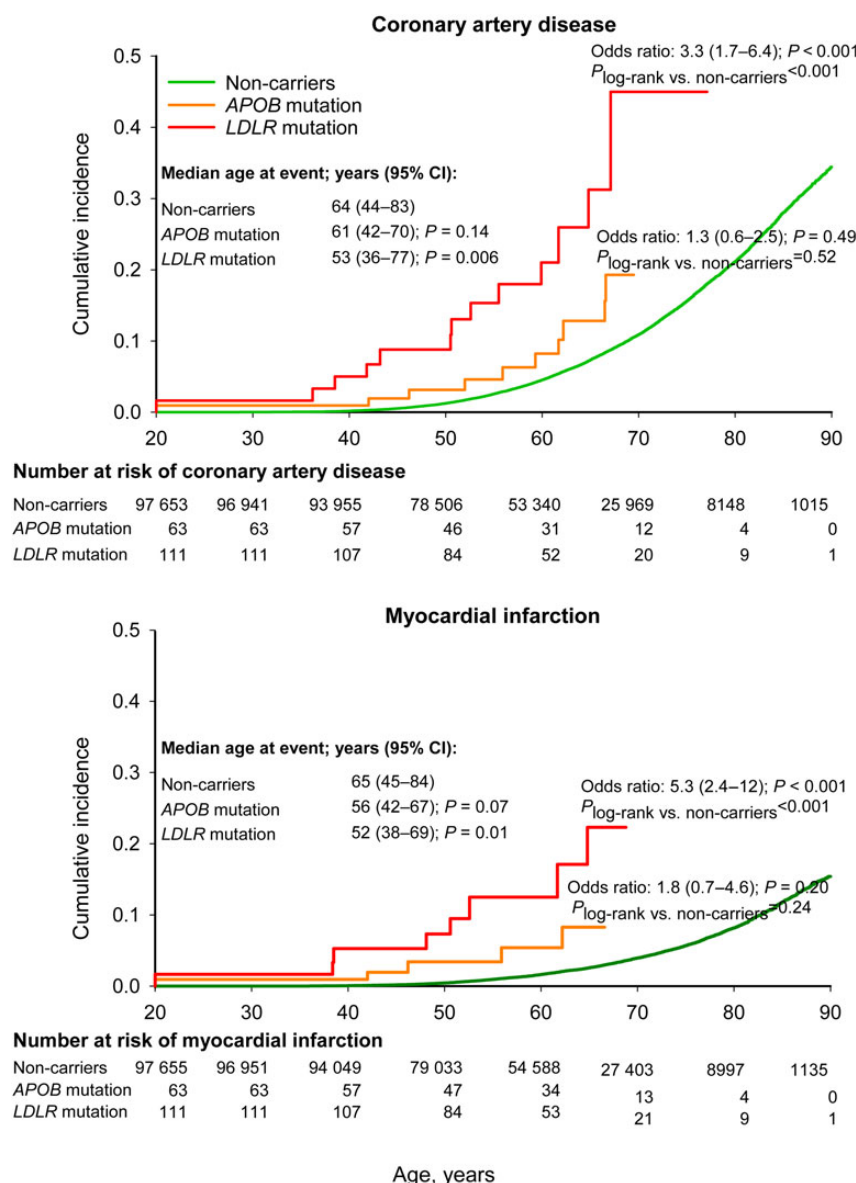 Coronary artery disease
0.5
0.4
0.3
0.2
0.1
0.0
Cumulative incidence
Non-carriers
APOB mutation
LDLR mutation
Odds ratio: 3.3 (1.7–6.4); P < 0.001
Plog-rank vs. non-carriers<0.001
Median age at event; years (95% CI):
Non-carriers 64 (44–83)
APOB mutation 61 (42–70); P = 0.14
LDLR mutation 53 (36–77); P = 0.006
Odds ratio: 1.3 (0.6–2.5); P = 0.49
Plog-rank vs. non-carriers=0.52
20 30 40 50 60 70 80 90
Number at risk of coronary artery disease
Non-carriers 97 653 96 941 93 955 78 506 53 340 25 969 8148 1015
APOB mutation 63 63 57 46 31 12 4 0
LDLR mutation 111 111 107 84 52 20 9 1
Myocardial infarction
0.5
0.4
0.3
0.2
0.1
0.0
Cumulative incidence
Median age at event; years (95% CI):
Non-carriers 65 (45–84)
APOB mutation 56 (42–67); P = 0.07
LDLR mutation 52 (38–69); P = 0.01
Odds ratio: 5.3 (2.4–12); P < 0.001
Plog-rank vs. non-carriers<0.001
Odds ratio: 1.8 (0.7–4.6); P = 0.20
Plog-rank vs. non-carriers=0.24
20 30 40 50 60 70 80 90
Number at risk of myocardial infarction
Non-carriers 97 655 96 951 94 049 79 033 54 588 27 403 8997 1135
APOB mutation 63 63 57 47 34 13 4 0
LDLR mutation 111 111 107 84 53 21 9 1
Age, years